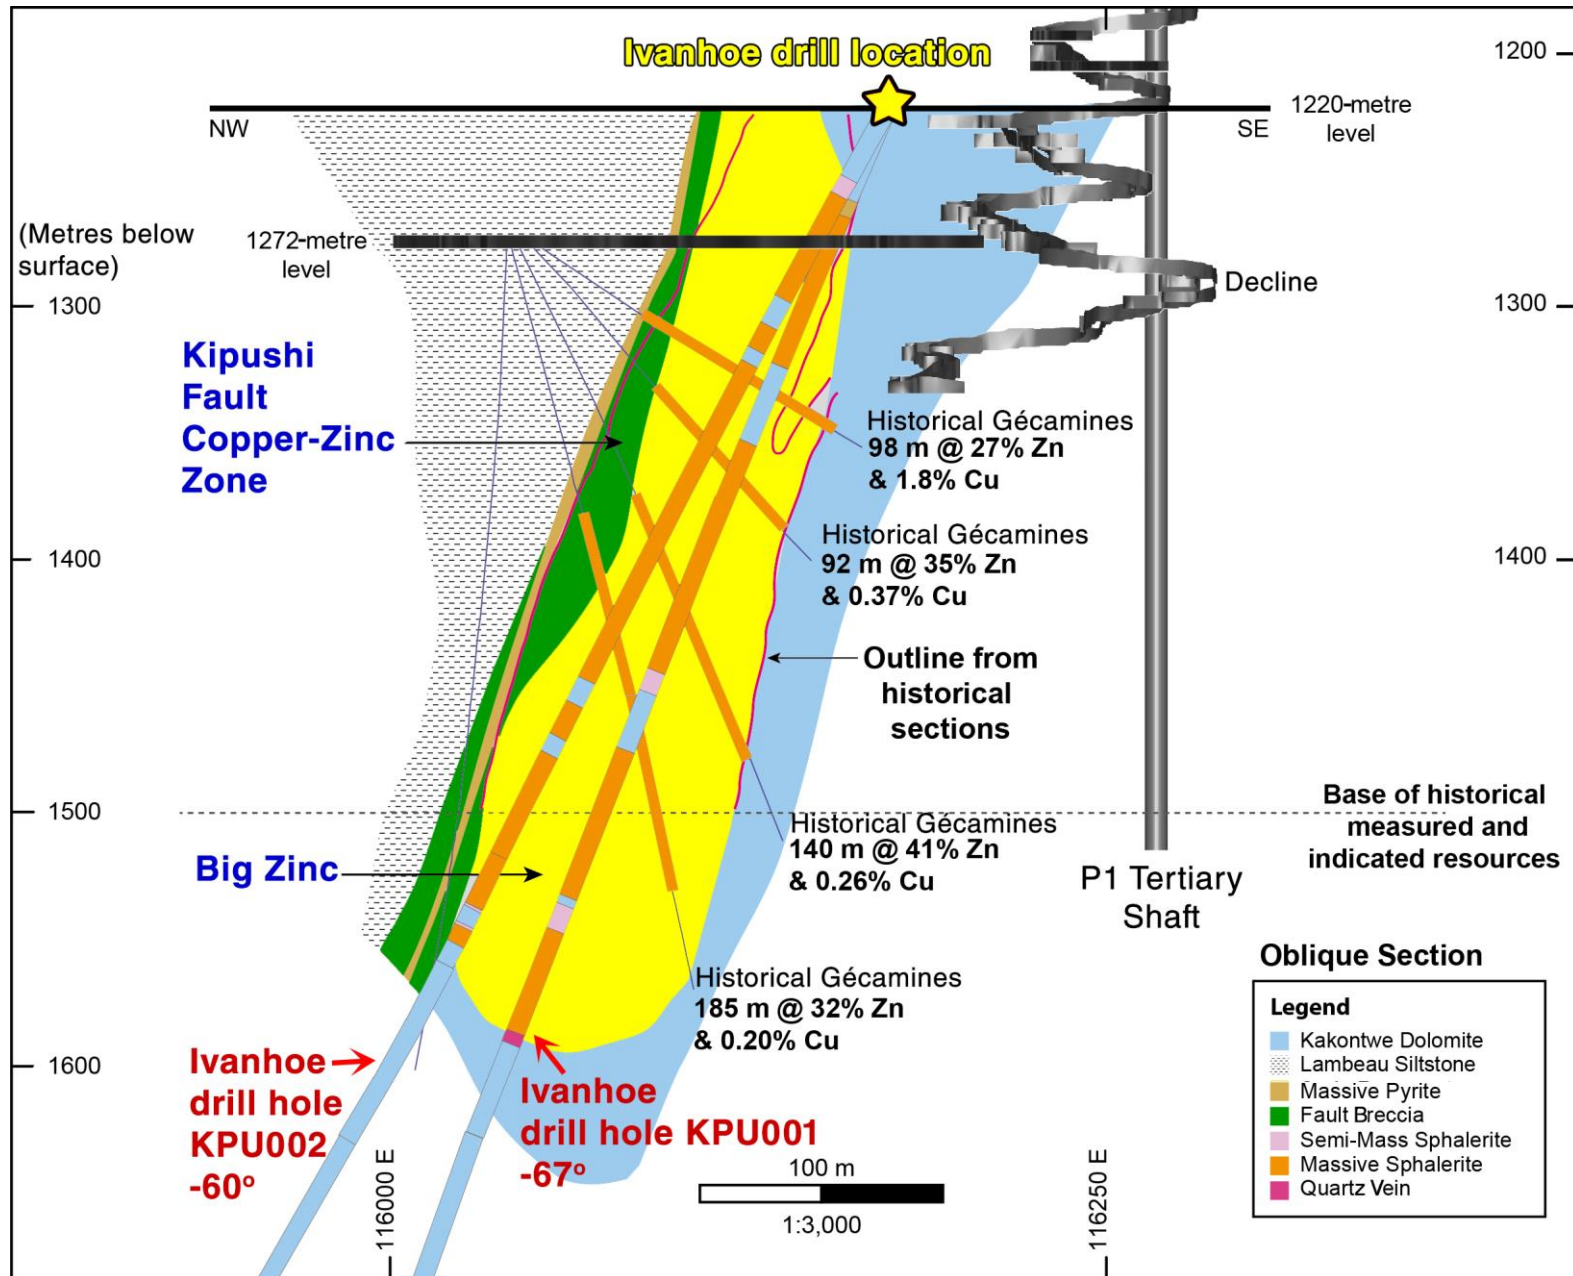 Ivanhoe drill location
1200
1200
NW
SE
1220-metre
level
(Metres below
surface)
1272-metre
level
Decline
1300
1300
Kipushi
Fault
Copper-Zinc
Zone
Historical Gécamines
98 m @ 27% Zn
& 1.8% Cu
Historical Gécamines
92 m @ 35% Zn
& 0.37% Cu
1400
1400
Outline from
historical
sections
1500
Base of historical
measured and
indicated resources
Historical Gécamines
140 m @ 41% Zn
& 0.26% Cu
Big Zinc
P1 Tertiary
Shaft
Historical Gécamines
185 m @ 32% Zn
& 0.20% Cu
1600
Ivanhoe
drill hole
KPU002
-60°
Ivanhoe
drill hole KPU001
-67°
116000 E
100 m
1:3,000
116250 E
Oblique Section
Legend
Kakontwe Dolomite
Lambeau Siltstone
Massive Pyrite
Fault Breccia
Semi-Mass Sphalerite
Massive Sphalerite
Quartz Vein